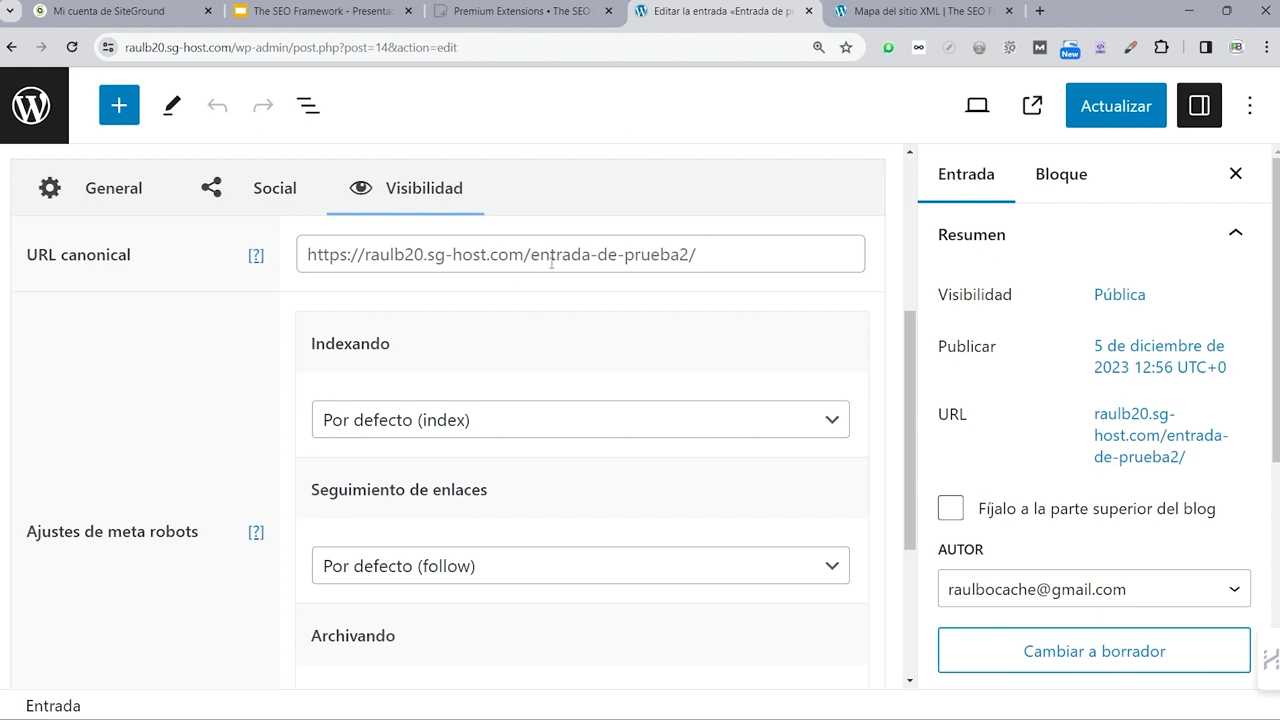 Mi cuenta de SiteGround
The SEO Framework - Presentac
Premium Extensions • The SEO
Editar la entrada «Entrada de p
Mapa del sitio XML | The SEO F
raulb20.sg-host.com/wp-admin/post.php?post=14&action=edit
New
Actualizar
General
Social
Visibilidad
URL canonical
[?]
https://raulb20.sg-host.com/entrada-de-prueba2/
Indexando
Por defecto (index)
Seguimiento de enlaces
Ajustes de meta robots
[?]
Por defecto (follow)
Archivando
Entrada
Bloque
Resumen
Visibilidad
Pública
Publicar
5 de diciembre de
2023 12:56 UTC+0
URL
raulb20.sg-
host.com/entrada-
de-prueba2/
Fíjalo a la parte superior del blog
AUTOR
raulbocache@gmail.com
Cambiar a borrador
Entrada